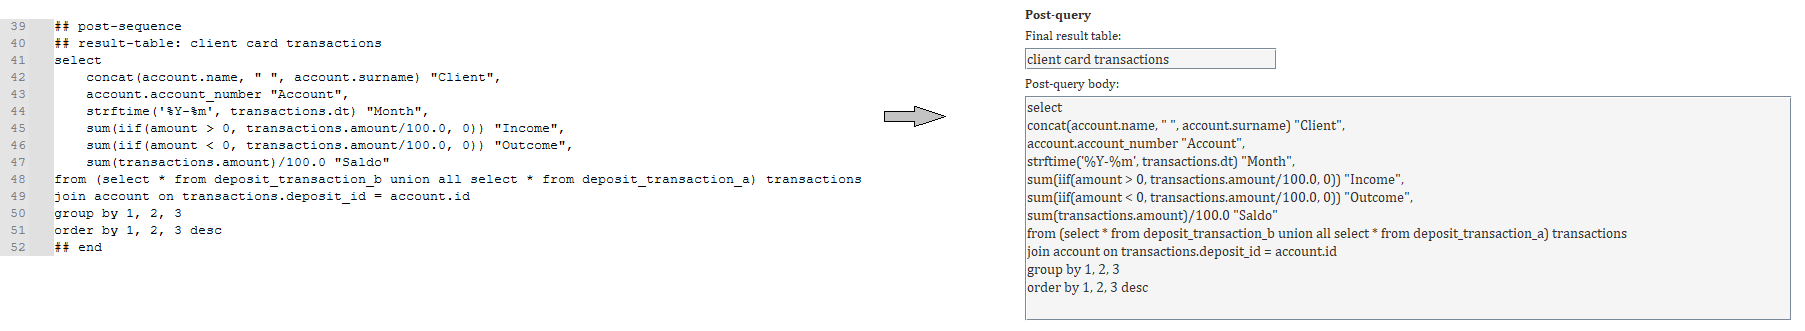 39 ## post-sequence
40 ## result-table: client card transactions
41 select
42 concat(account.name, " ", account.surname) "Client",
43 account.account_number "Account",
44 strftime('%Y-%m', transactions.dt) "Month",
45 sum(iif(amount > 0, transactions.amount/100.0, 0)) "Income",
46 sum(iif(amount < 0, transactions.amount/100.0, 0)) "Outcome",
47 sum(transactions.amount)/100.0 "Saldo"
48 from (select * from deposit_transaction_b union all select * from deposit_transaction_a) transactions
49 join account on transactions.deposit_id = account.id
50 group by 1, 2, 3
51 order by 1, 2, 3 desc
52 ## end
Post-query
Final result table:
client card transactions
Post-query body:
select
concat(account.name, " ", account.surname) "Client",
account.account_number "Account",
strftime('%Y-%m', transactions.dt) "Month",
sum(iif(amount > 0, transactions.amount/100.0, 0)) "Income",
sum(iif(amount < 0, transactions.amount/100.0, 0)) "Outcome",
sum(transactions.amount)/100.0 "Saldo"
from (select * from deposit_transaction_b union all select * from deposit_transaction_a) transactions
join account on transactions.deposit_id = account.id
group by 1, 2, 3
order by 1, 2, 3 desc